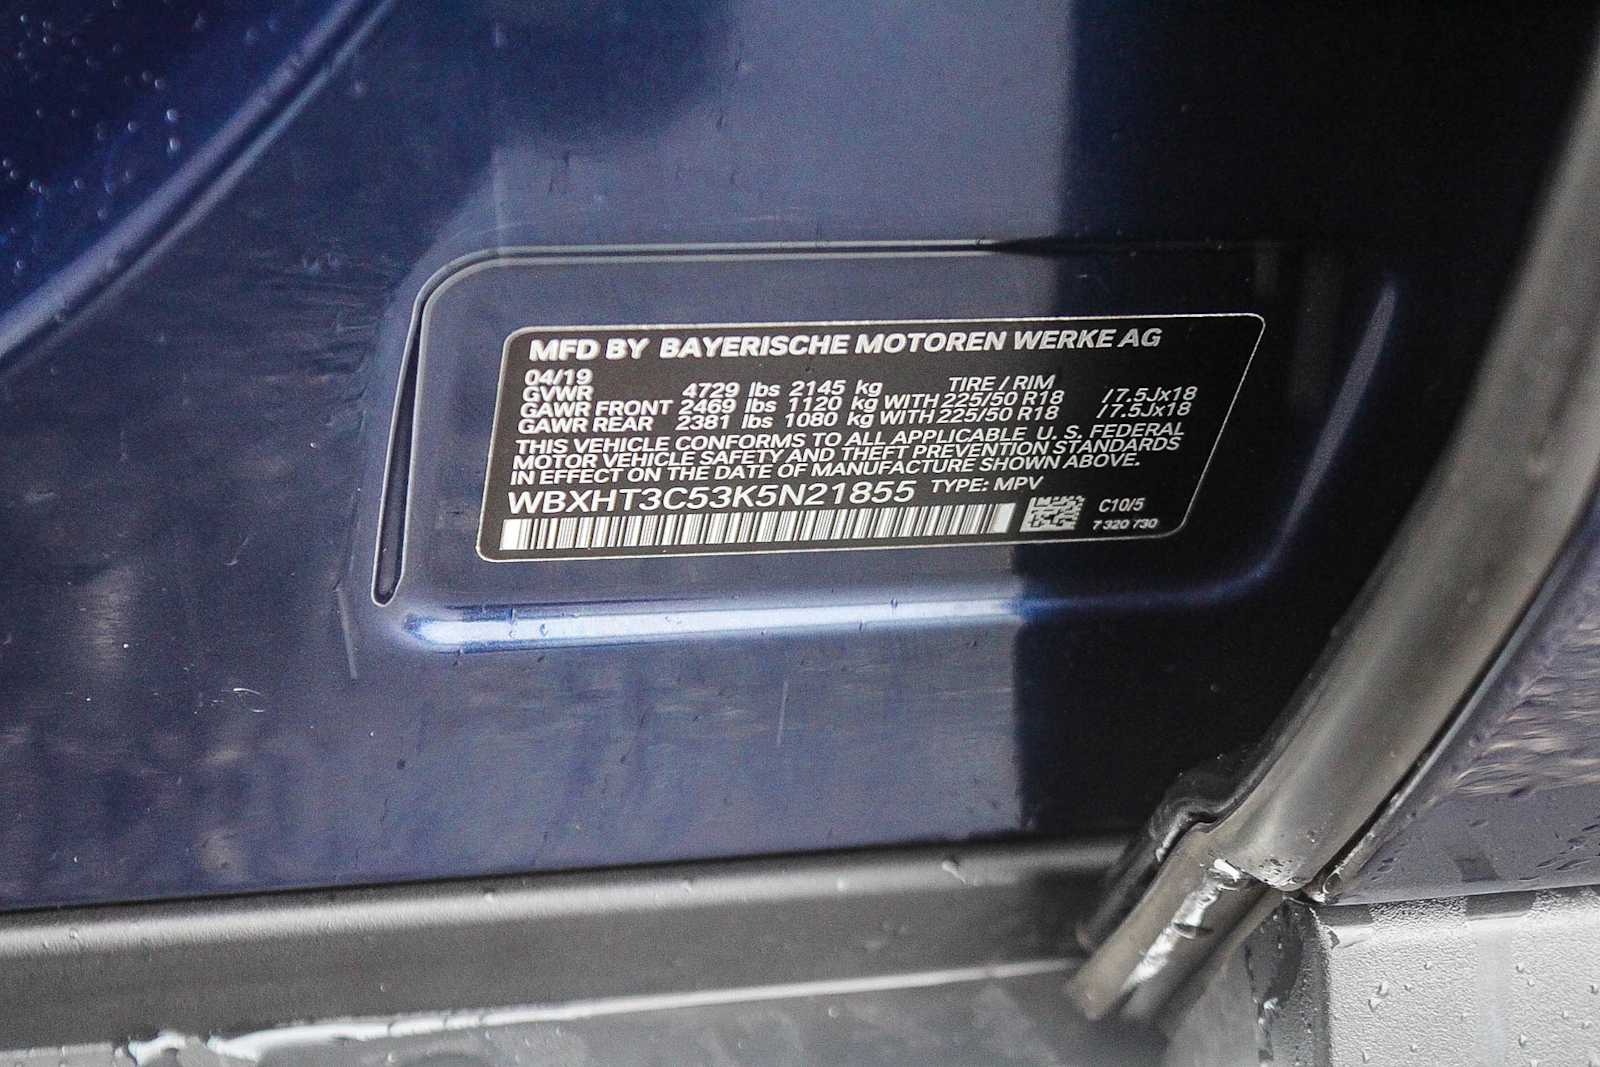 MFD BY BAYERISCHE MOTOREN WERKE AG
04/19
GVWR 4729 lbs 2145 kg TIRE / RIM
GAWR FRONT 2469 lbs 1120 kg WITH 225/50 R18 /7.5Jx18
GAWR REAR 2381 lbs 1080 kg WITH 225/50 R18 /7.5Jx18
THIS VEHICLE CONFORMS TO ALL APPLICABLE U. S. FEDERAL
MOTOR VEHICLE SAFETY AND THEFT PREVENTION STANDARDS
IN EFFECT ON THE DATE OF MANUFACTURE SHOWN ABOVE.
WBXHT3C53K5N21855 TYPE: MPV
C10/5
7 320 730